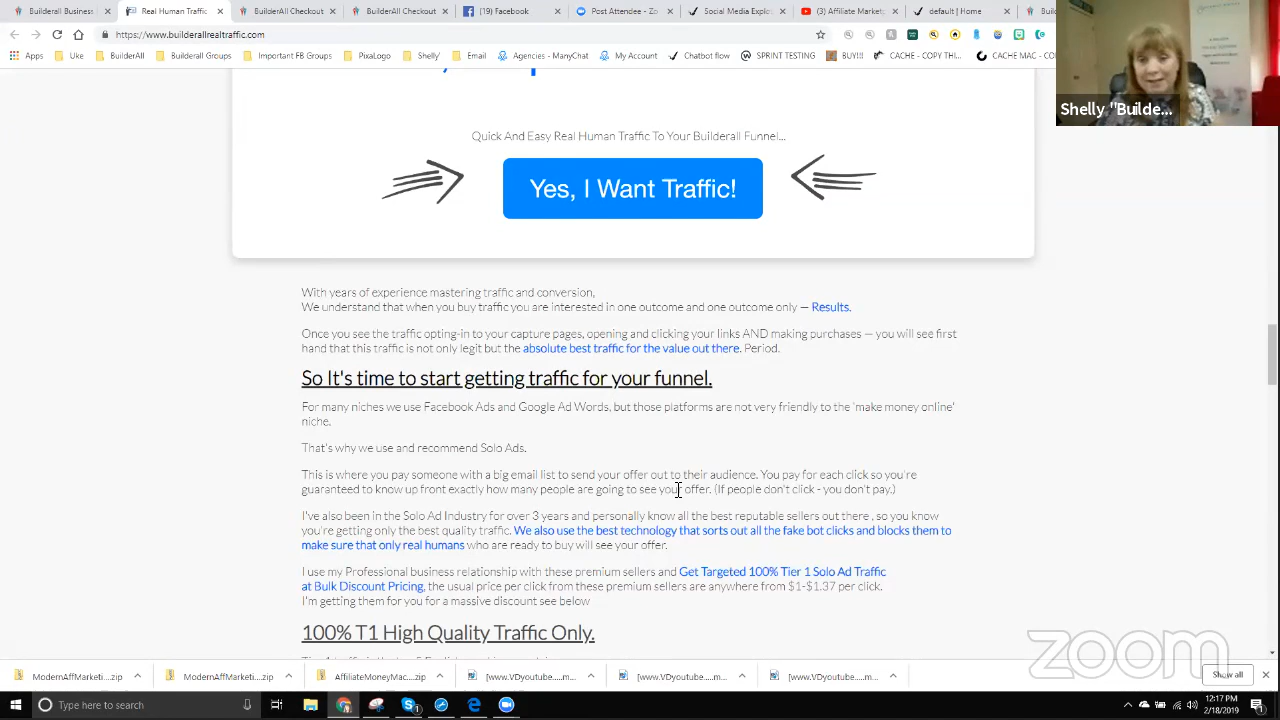 Builderall Business
Real Human Traffic
BuilderAll Checkout
BuilderAll Checkout
(19) Facebook
Post Attendee - Zo
Social Media Explo
(3) Affiliate Market
default | Home
Build
https://www.builderallrealtraffic.com
Apps
Uke
BuilderAll
Builderall Groups
Important FB Groups
PixaLogo
Shelly'
Email
Agencies - ManyChat
My Account
Chatbot flow
SPRINT TESTING
BUY!!!
CACHE - COPY THI...
CACHE MAC - CO
Shelly "Builde...
Quick And Easy Real Human Traffic To Your Builderall Funnel...
Yes, I Want Traffic!
With years of experience mastering traffic and conversion,
We understand that when you buy traffic you are interested in one outcome and one outcome only — Results.
Once you see the traffic opting-in to your capture pages, opening and clicking your links AND making purchases — you will see first
hand that this traffic is not only legit but the absolute best traffic for the value out there. Period.
So It's time to start getting traffic for your funnel.
For many niches we use Facebook Ads and Google Ad Words, but those platforms are not very friendly to the 'make money online'
niche.
That's why we use and recommend Solo Ads.
This is where you pay someone with a big email list to send your offer out to their audience. You pay for each click so you're
guaranteed to know up front exactly how many people are going to see your offer. (If people don't click - you don't pay.)
I've also been in the Solo Ad Industry for over 3 years and personally know all the best reputable sellers out there , so you know
you're getting only the best quality traffic. We also use the best technology that sorts out all the fake bot clicks and blocks them to
make sure that only real humans who are ready to buy will see your offer.
I use my Professional business relationship with these premium sellers and Get Targeted 100% Tier 1 Solo Ad Traffic
at Bulk Discount Pricing, the usual price per click from these premium sellers are anywhere from $1-$1.37 per click.
I'm getting them for you for a massive discount see below
100% T1 High Quality Traffic Only.
zoom
ModernAffMarketi....zip
ModernAffMarketi....zip
AffiliateMoneyMac....zip
[www.VDyoutube....m...
[www.VDyoutube....m...
[www.VDyoutube....m...
Show all
Type here to search
12:17 PM
2/18/2019